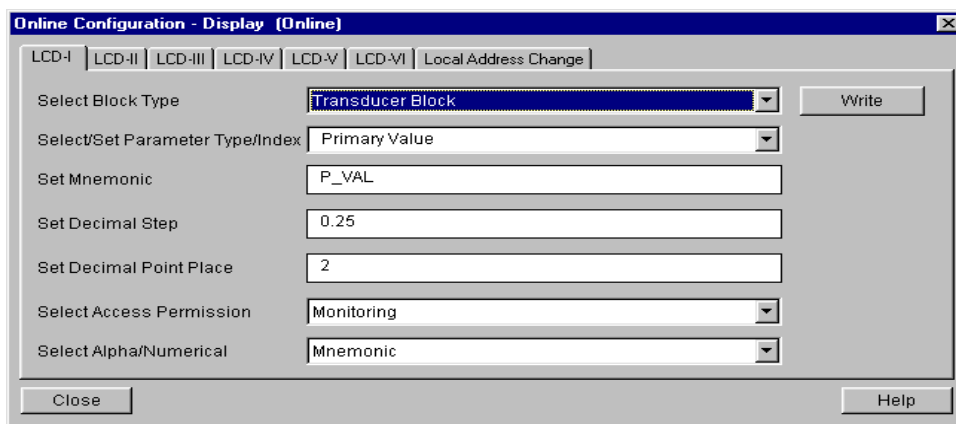 Online Configuration - Display (Online)
LCD-I LCD-II LCD-III LCD-IV LCD-V LCD-VI Local Address Change
Select Block Type Transducer Block Write
Select/Set Parameter Type/Index Primary Value
Set Mnemonic P_VAL
Set Decimal Step 0.25
Set Decimal Point Place 2
Select Access Permission Monitoring
Select Alpha/Numerical Mnemonic
Close Help